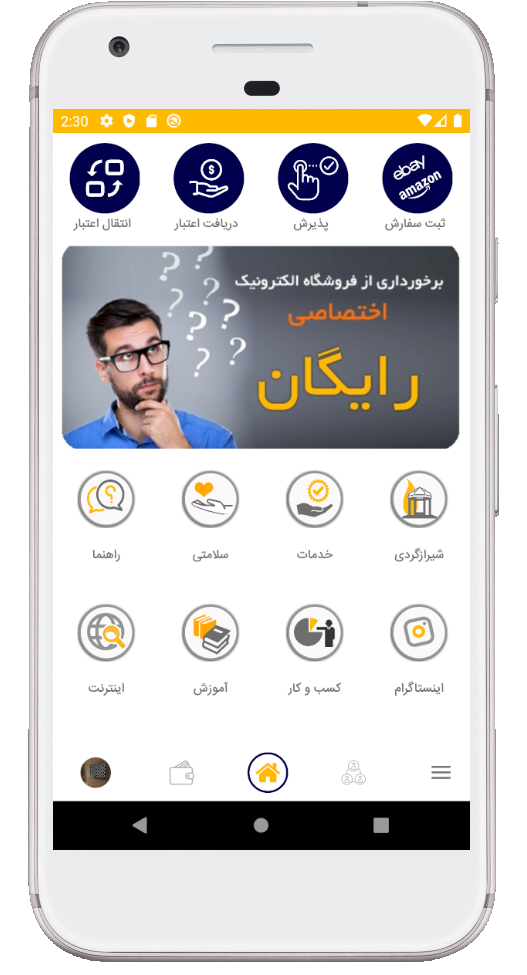 2:30
ebay
amazon
ثبت سفارش
پذیرش
دریافت اعتبار
انتقال اعتبار
برخورداری از فروشگاه الکترونیک
اختصاصی
رایگان
? ? ? ? ? ? ?
شیرازگردی
خدمات
سلامتی
راهنما
اینستاگرام
کسب و کار
آموزش
اینترنت